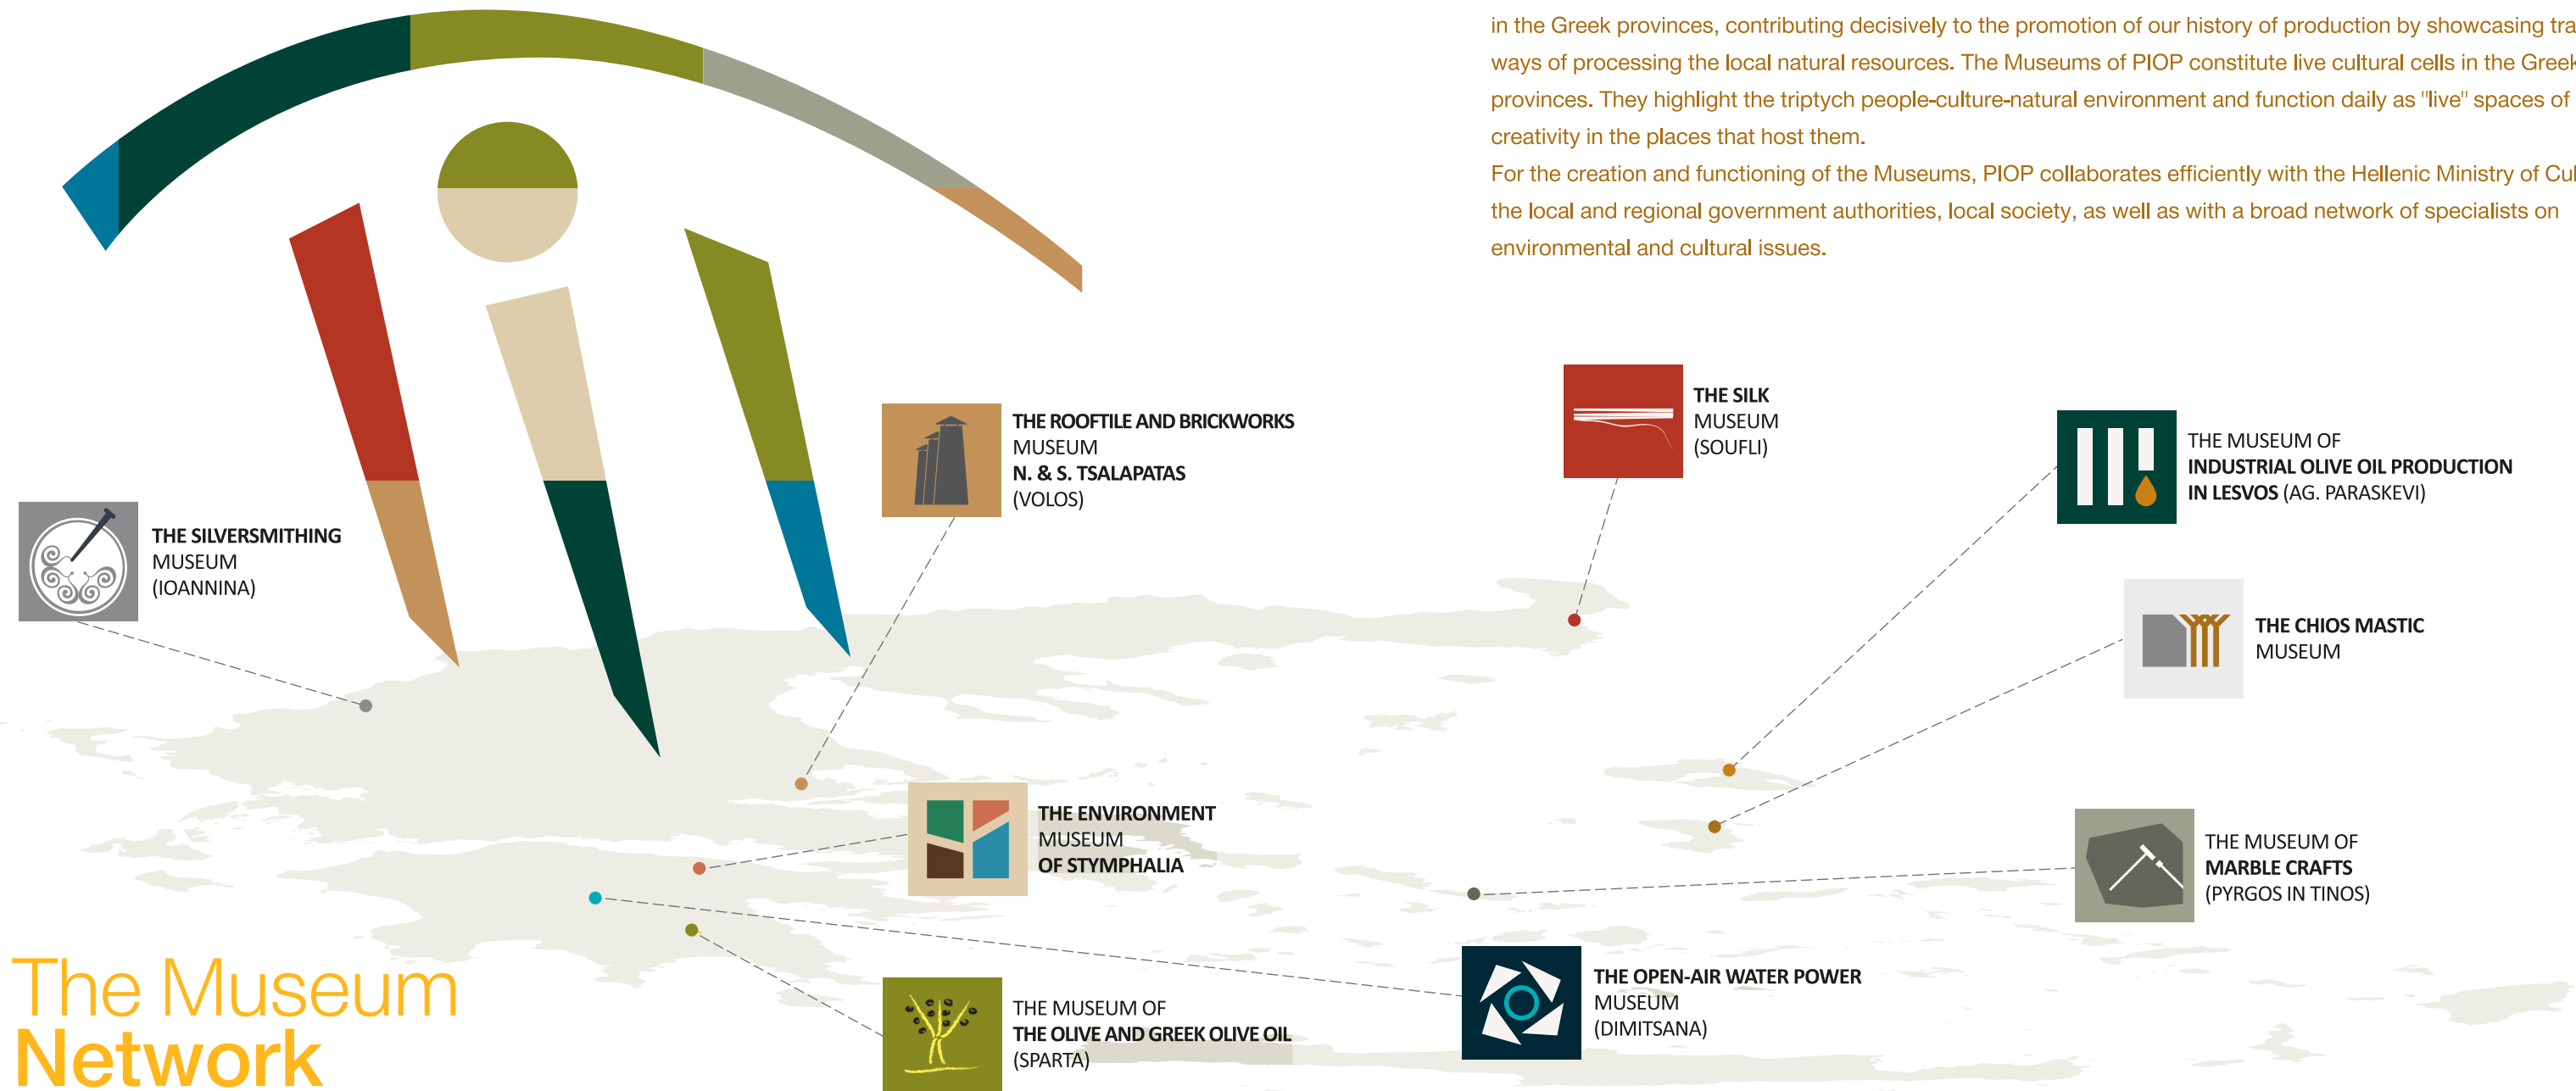 in the Greek provinces, contributing decisively to the promotion of our history of production by showcasing
ways of processing the local natural resources. The Museums of PIOP constitute live cultural cells in the Greek
provinces. They highlight the triptych people-culture-natural environment and function daily as "live" spaces of
creativity in the places that host them.
For the creation and functioning of the Museums, PIOP collaborates efficiently with the Hellenic Ministry of
the local and regional government authorities, local society, as well as with a broad network of specialists on
environmental and cultural issues.
THE SILK
MUSEUM
(SOUFLI)
THE ROOFTILE AND BRICKWORKS
MUSEUM
N. & S. TSALAPATAS
(VOLOS)
THE MUSEUM OF
INDUSTRIAL OLIVE OIL PRODUCTION
IN LESVOS (AG. PARASKEVI)
THE SILVERSMITHING
MUSEUM
(IOANNINA)
THE CHIOS MASTIC
MUSEUM
THE ENVIRONMENT
MUSEUM
OF STYMPHALIA
THE MUSEUM OF
MARBLE CRAFTS
(PYRGOS IN TINOS)
THE OPEN-AIR WATER POWER
MUSEUM
(DIMITSANA)
THE MUSEUM OF
THE OLIVE AND GREEK OLIVE OIL
(SPARTA)
The Museum
Network